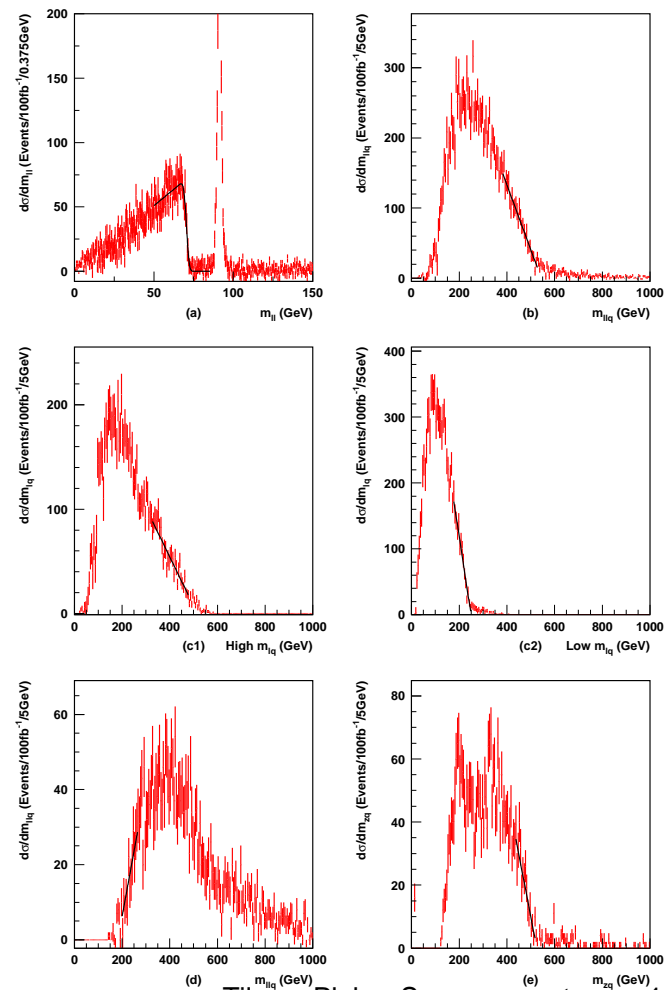 dσ/dm_ll (Events/100fb⁻¹/0.375GeV)
200
150
100
50
0
0 50 100 150
(a) m_ll (GeV)
dσ/dm_llq (Events/100fb⁻¹/5GeV)
300
200
100
0
0 200 400 600 800 1000
(b) m_llq (GeV)
dσ/dm_lq (Events/100fb⁻¹/5GeV)
200
100
0
0 200 400 600 800 1000
(c1) High m_lq (GeV)
dσ/dm_lq (Events/100fb⁻¹/5GeV)
400
300
200
100
0
0 200 400 600 800 1000
(c2) Low m_lq (GeV)
dσ/dm_llq (Events/100fb⁻¹/5GeV)
60
40
20
0
0 200 400 600 800 1000
(d) m_llq (GeV)
dσ/dm_zq (Events/100fb⁻¹/5GeV)
80
60
40
20
0
0 200 400 600 800 1000
(e) m_zq (GeV)